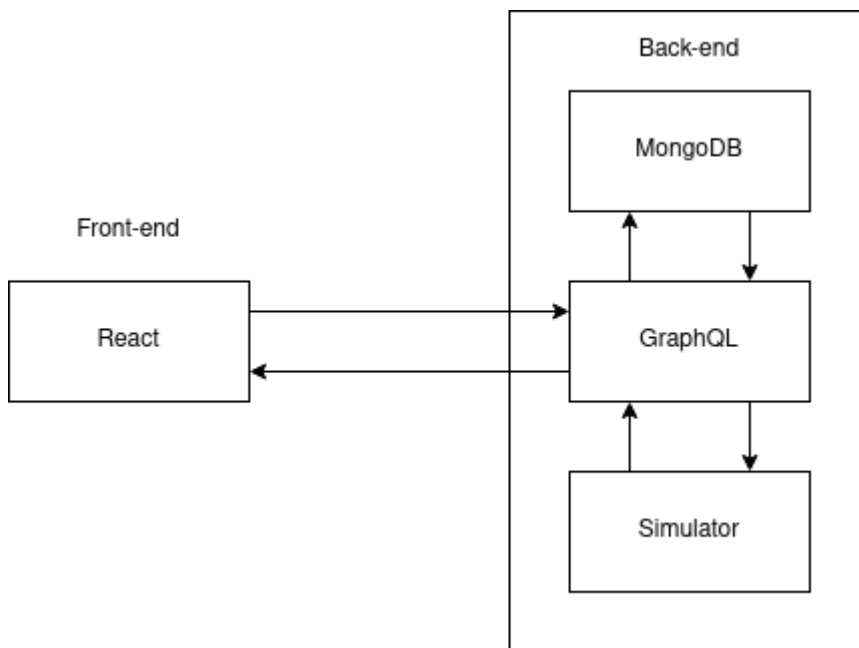 Back-end
MongoDB
Front-end
React
GraphQL
Simulator